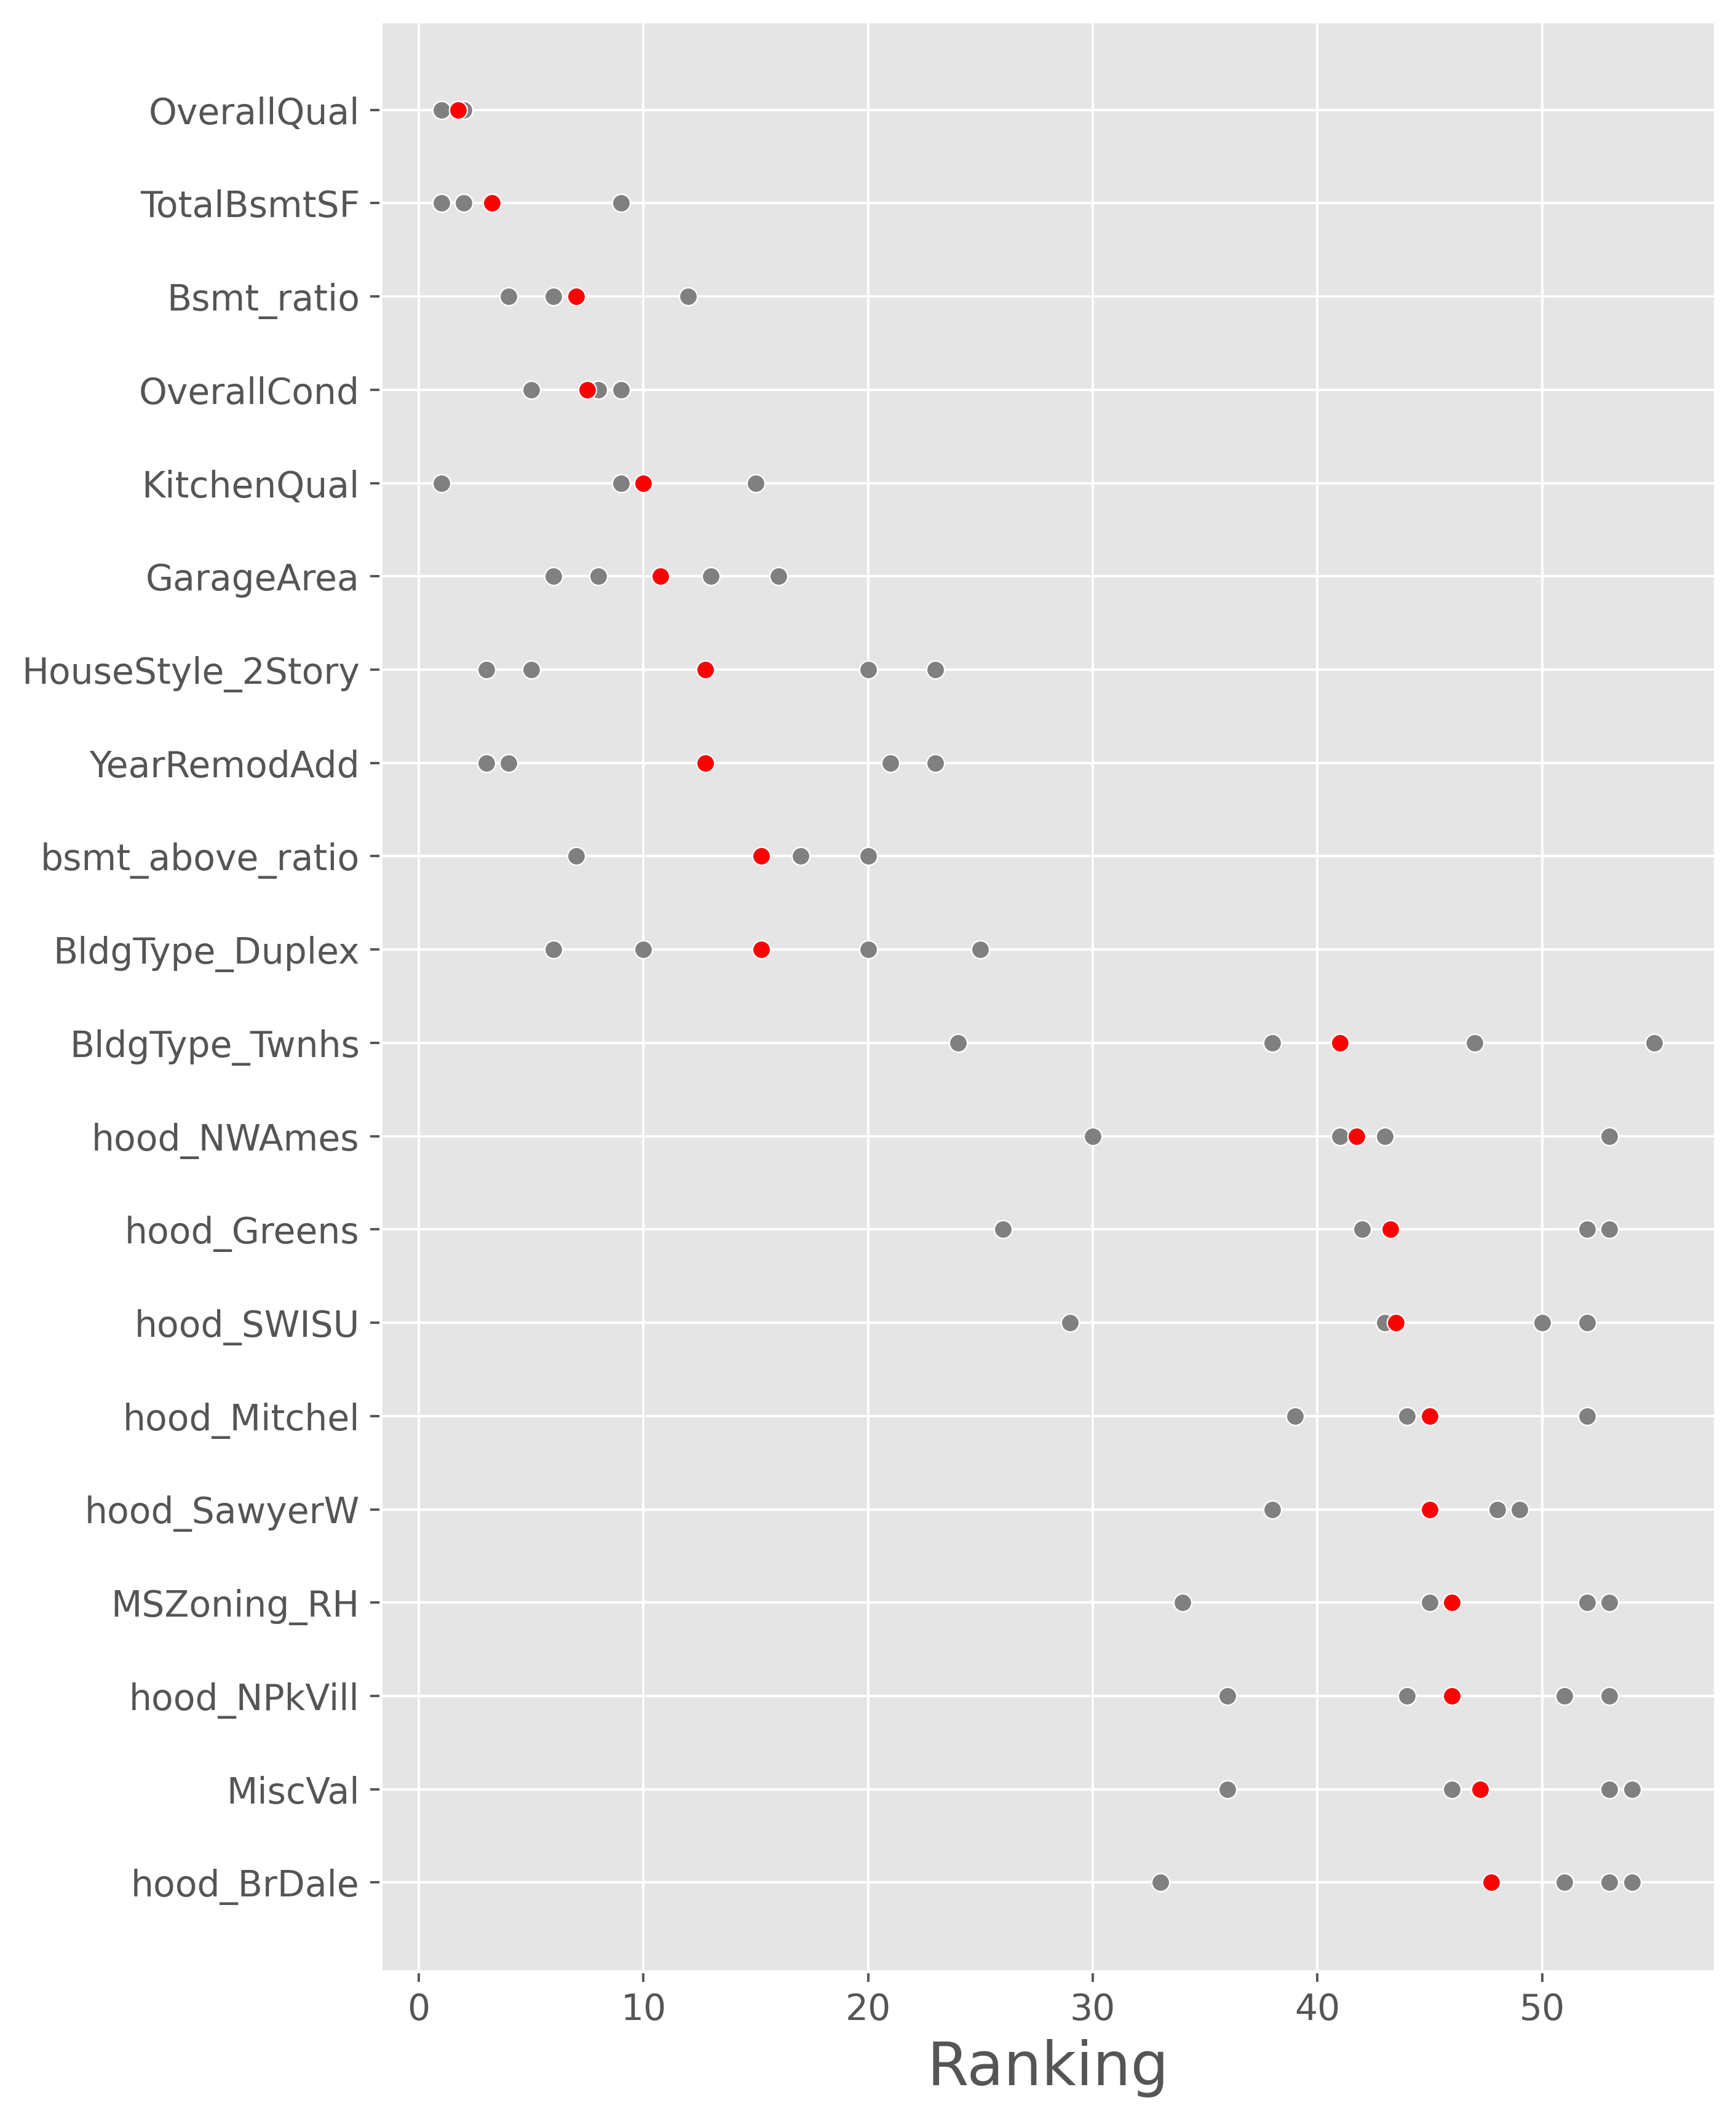 OverallQual
TotalBsmtSF
Bsmt_ratio
OverallCond
KitchenQual
GarageArea
HouseStyle_2Story
YearRemodAdd
bsmt_above_ratio
BldgType_Duplex
BldgType_Twnhs
hood_NWAmes
hood_Greens
hood_SWISU
hood_Mitchel
hood_SawyerW
MSZoning_RH
hood_NPkVill
MiscVal
hood_BrDale
0 10 20 30 40 50
Ranking